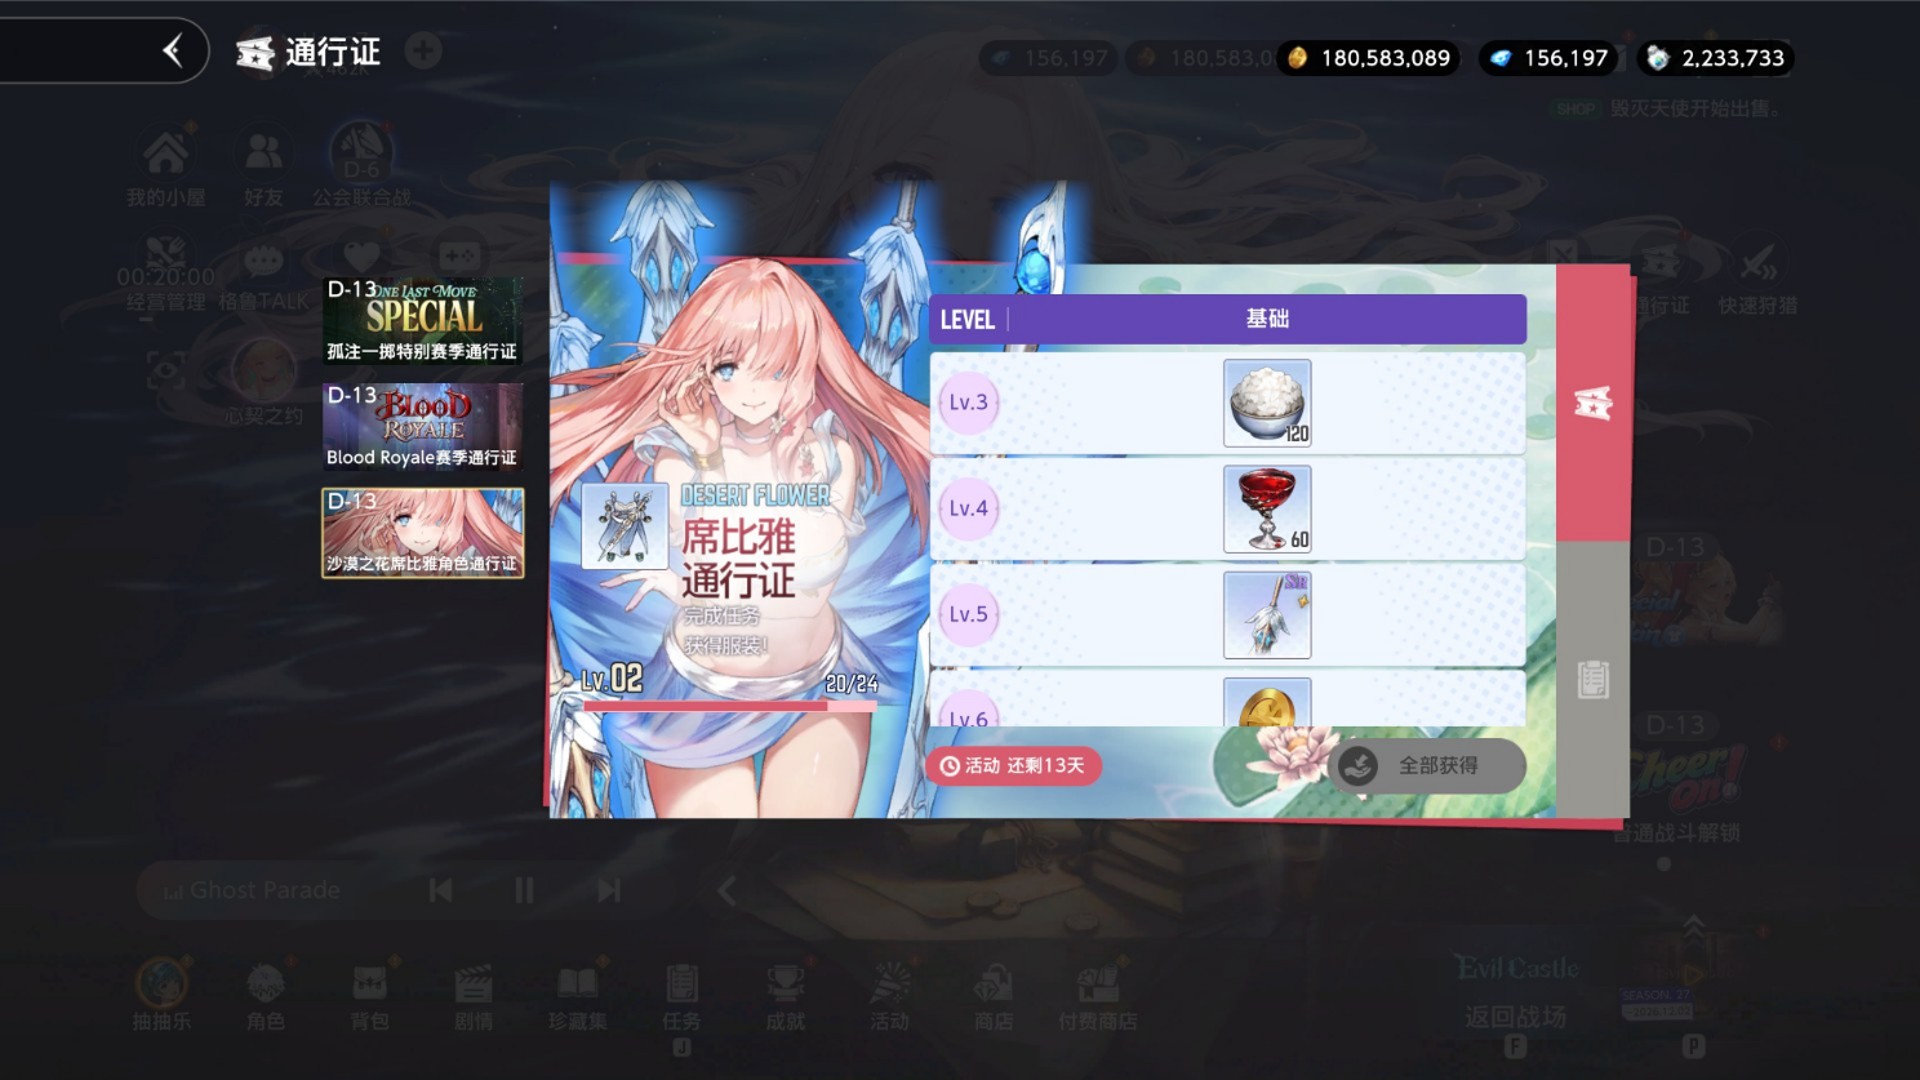 通行证
156,197
180,583,089
156,197
2,233,733
SHOP 毁灭天使开始出售。
D-6
我的小屋
好友
公会联合战
00:20:00
经营管理
格鲁TALK
心契之约
通行证
快速狩猎
D-13
ONE LAST MOVE
SPECIAL
孤注一掷特别赛季通行证
D-13
BLOOD
ROYALE
Blood Royale赛季通行证
D-13
沙漠之花席比雅角色通行证
DESERT FLOWER
席比雅
通行证
完成任务
获得服装!
LV.02
20/24
LEVEL
基础
Lv.3
120
Lv.4
60
Lv.5
SR
Lv.6
活动 还剩13天
全部获得
D-13
D-13
Cheer
On!
普通战斗解锁
Ghost Parade
抽抽乐
角色
背包
剧情
珍藏集
任务
成就
活动
商店
付费商店
J
Evil Castle
返回战场
F
SEASON. 27
P